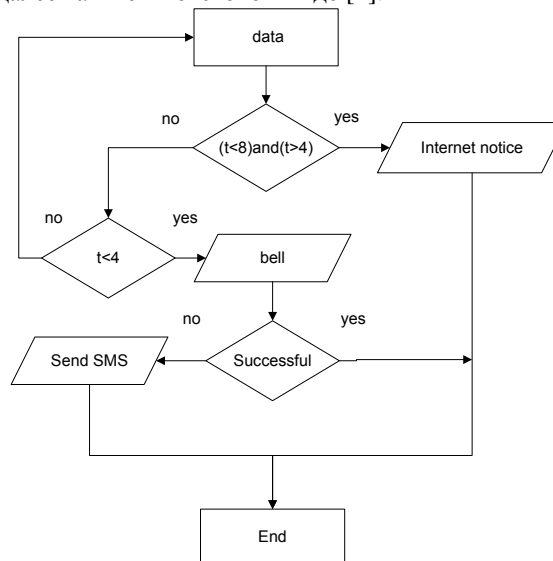 data
no
yes
(t<8)and(t>4)
Internet notice
no
yes
t<4
bell
no
yes
Send SMS
Successful
End